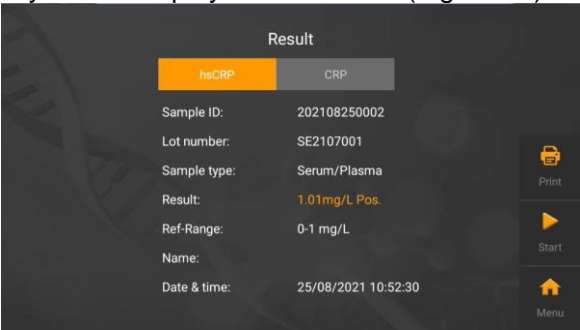 Result
hsCRP CRP
Sample ID: 202108250002
Lot number: SE2107001
Sample type: Serum/Plasma
Result: 1.01mg/L Pos.
Ref-Range: 0-1 mg/L
Name:
Date & time: 25/08/2021 10:52:30
Print
Start
Menu